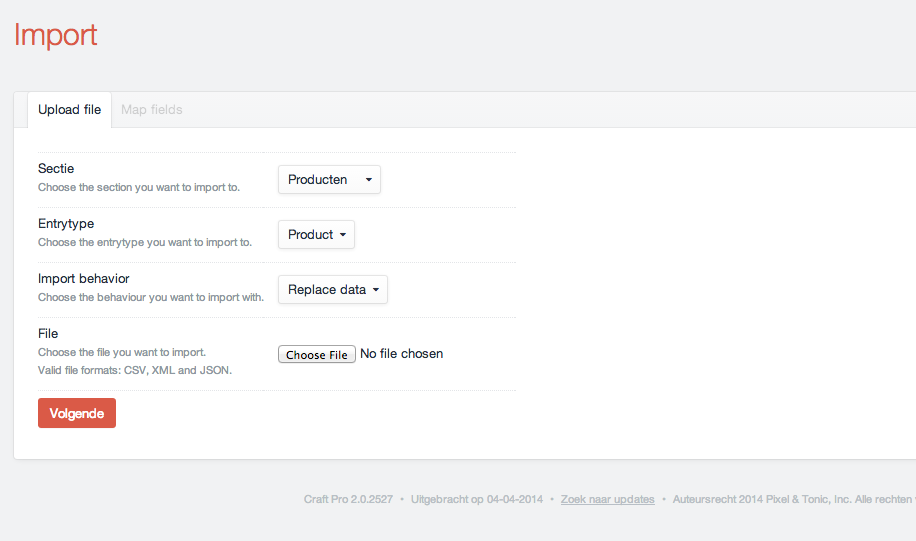 Import
Upload file Map fields
Sectie
Choose the section you want to import to.
Producten
Entrytype
Choose the entrytype you want to import to.
Product
Import behavior
Choose the behaviour you want to import with.
Replace data
File
Choose the file you want to import.
Valid file formats: CSV, XML and JSON.
Choose File No file chosen
Volgende
Craft Pro 2.0.2527 • Uitgebracht op 04-04-2014 • Zoek naar updates • Auteursrecht 2014 Pixel & Tonic, Inc. Alle rechten